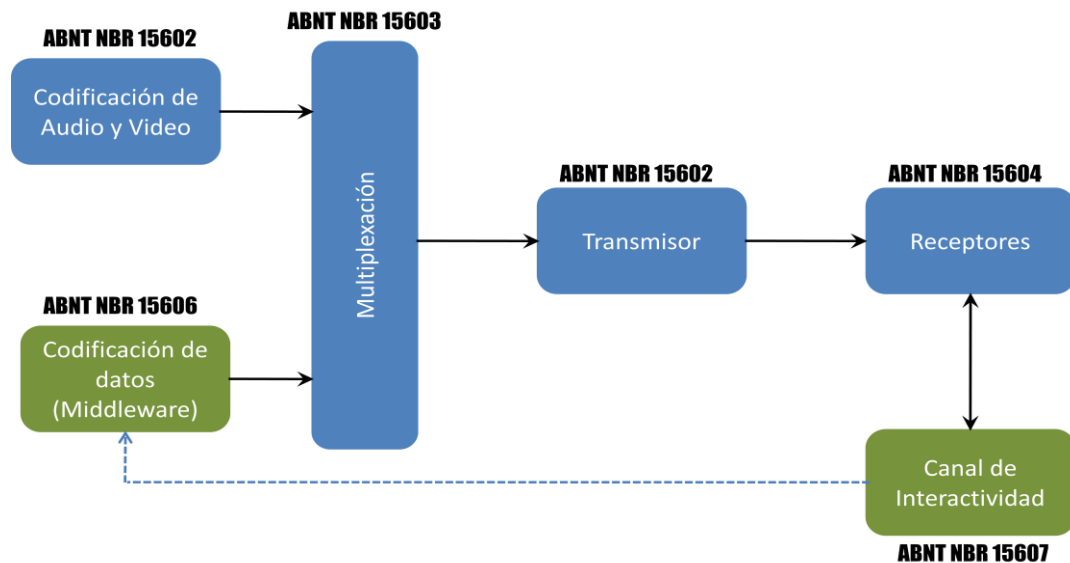 ABNT NBR 15602
Codificación de
Audio y Video
ABNT NBR 15603
Multiplexación
ABNT NBR 15602
Transmisor
ABNT NBR 15604
Receptores
ABNT NBR 15606
Codificación de
datos
(Middleware)
Canal de
Interactividad
ABNT NBR 15607